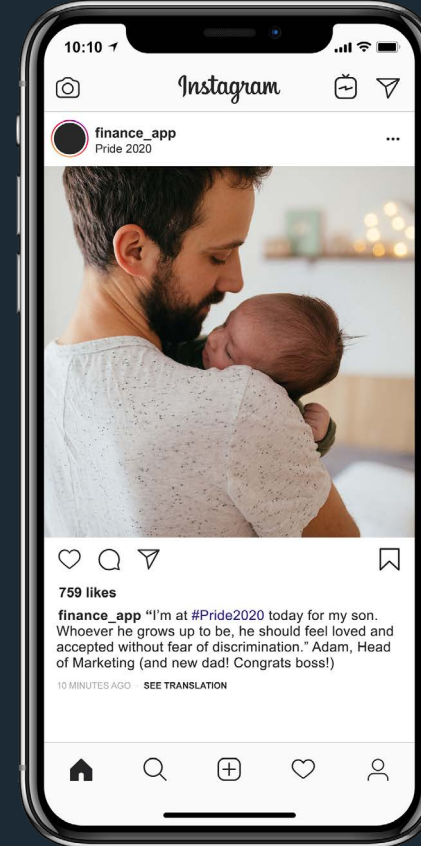 10:10
Instagram
finance_app
Pride 2020
759 likes
finance_app “I’m at #Pride2020 today for my son.
Whoever he grows up to be, he should feel loved and
accepted without fear of discrimination.” Adam, Head
of Marketing (and new dad! Congrats boss!)
10 MINUTES AGO · SEE TRANSLATION